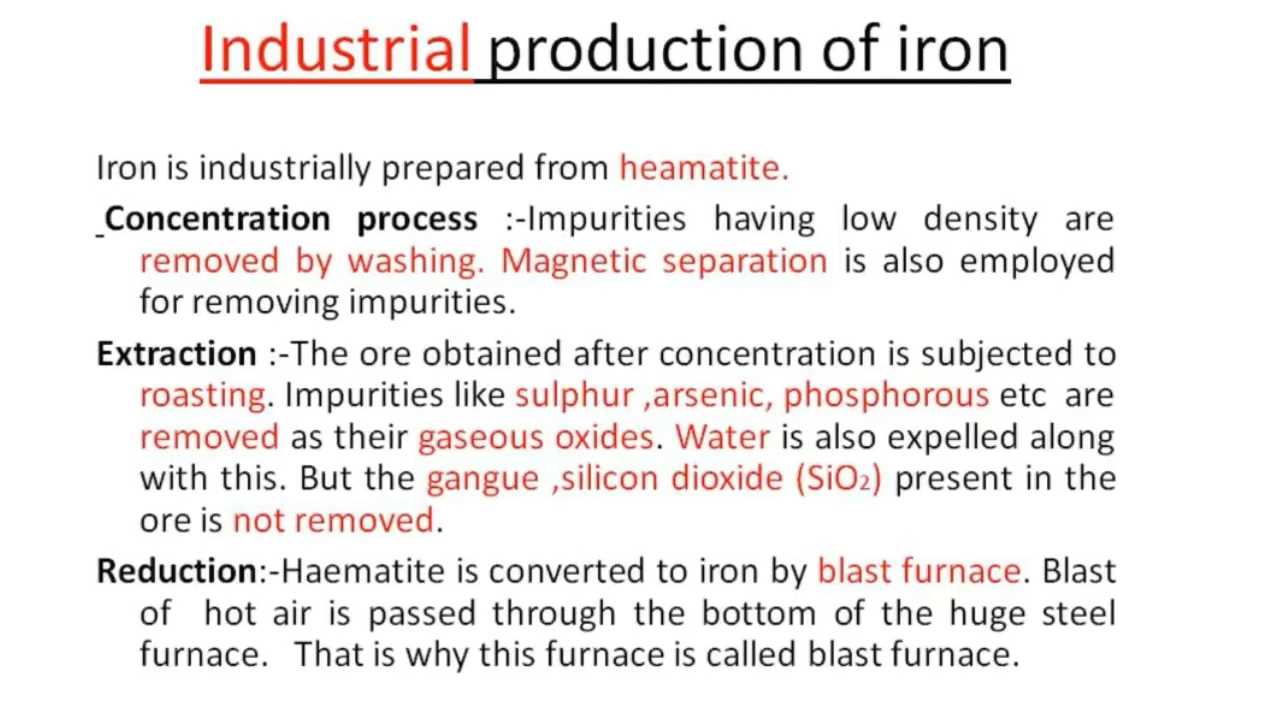 Industrial production of iron
Iron is industrially prepared from heamatite.
Concentration process :-Impurities having low density are
removed by washing. Magnetic separation is also employed
for removing impurities.
Extraction :-The ore obtained after concentration is subjected to
roasting. Impurities like sulphur ,arsenic, phosphorous etc are
removed as their gaseous oxides. Water is also expelled along
with this. But the gangue ,silicon dioxide (SiO₂) present in the
ore is not removed.
Reduction:-Haematite is converted to iron by blast furnace. Blast
of hot air is passed through the bottom of the huge steel
furnace. That is why this furnace is called blast furnace.